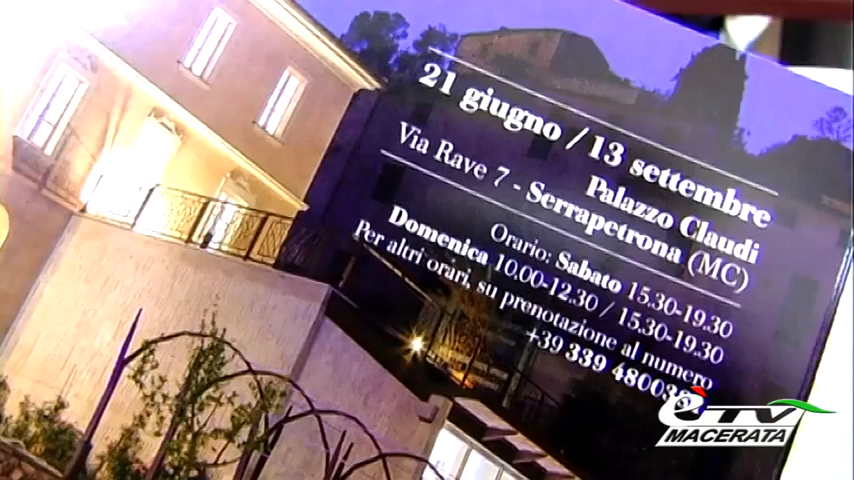 21 giugno / 13 settembre
Palazzo Claudi
Via Rave 7 - Serrapetrona (MC)
Orario: Sabato 15.30-19.30
Domenica 10.00-12.30 / 15.30-19.30
Per altri orari, su prenotazione al numero
+39 339
TV
MACERATA